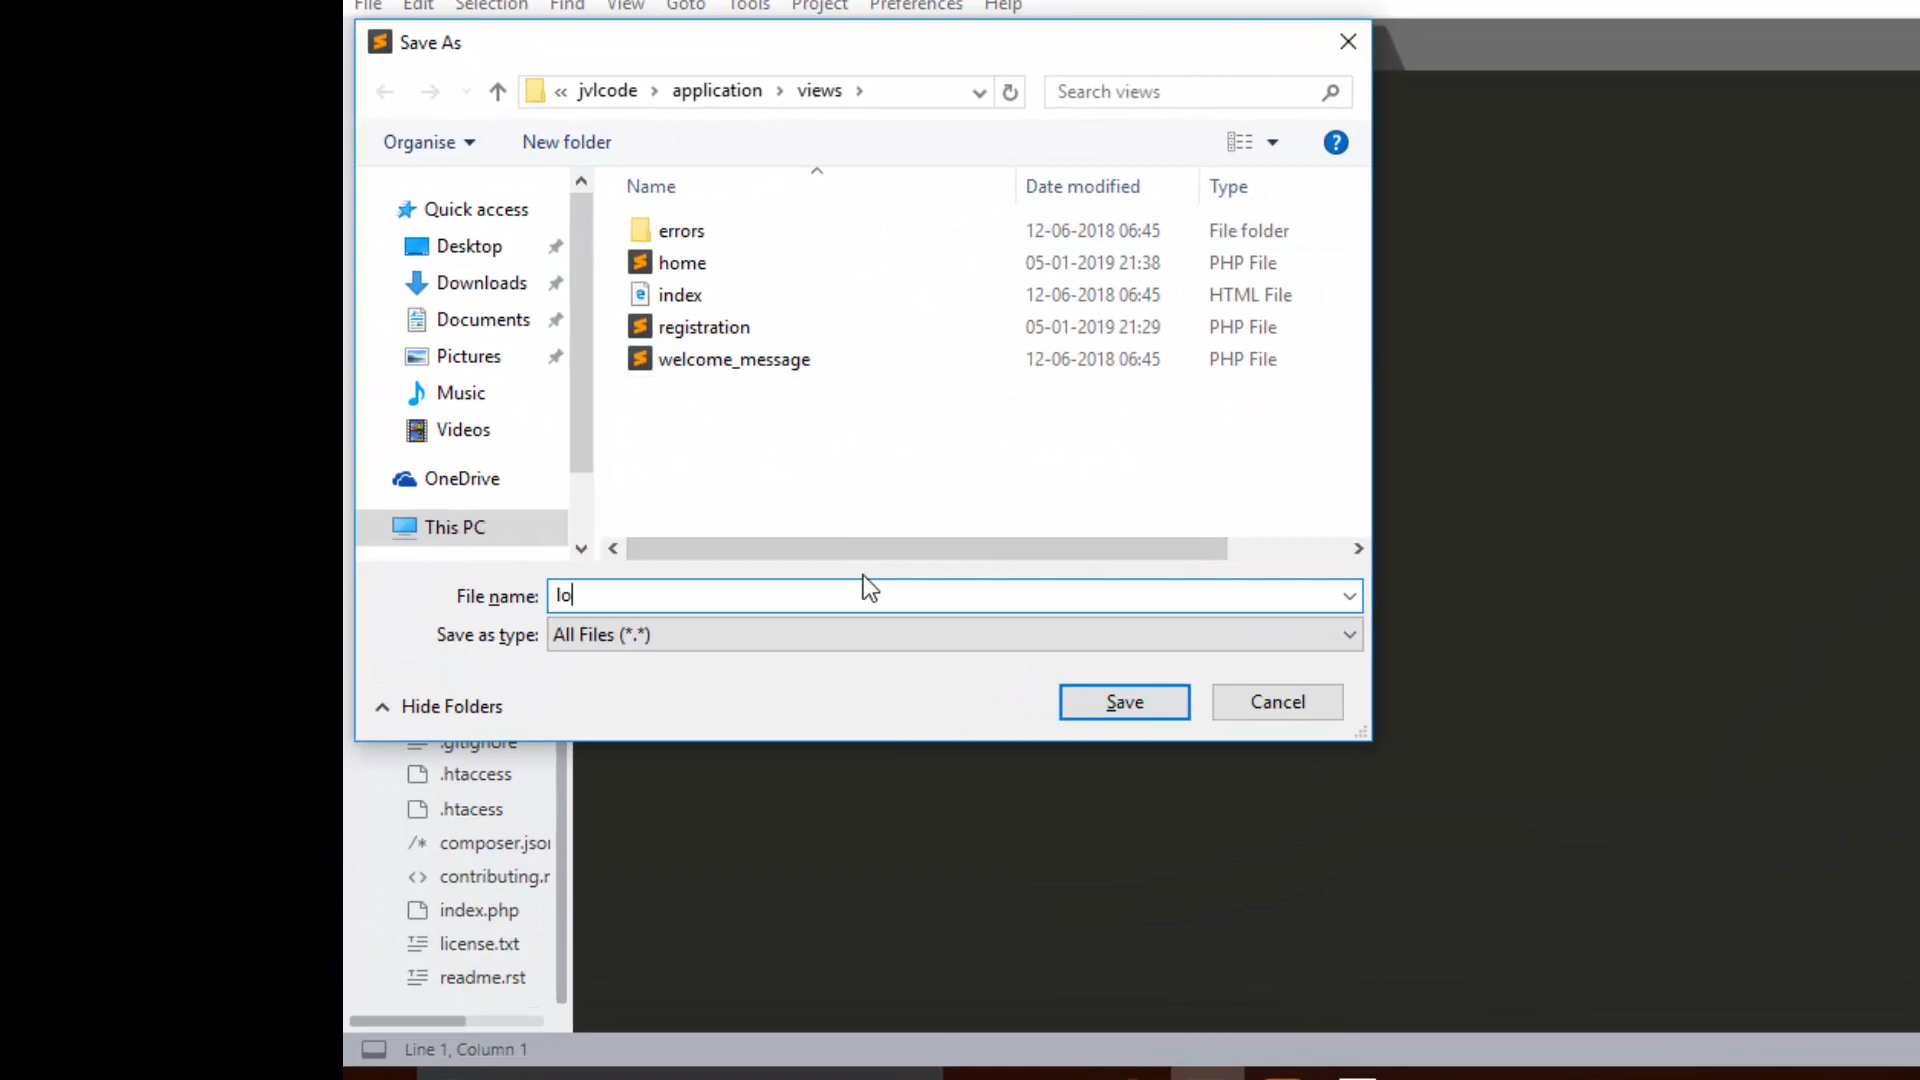 File Edit Selection Find View Goto Tools Project Preferences Help
Save As
« jvlcode > application > views >
Search views
Organise New folder
Name Date modified Type
Quick access
Desktop
Downloads
Documents
Pictures
Music
Videos
OneDrive
This PC
errors 12-06-2018 06:45 File folder
home 05-01-2019 21:38 PHP File
index 12-06-2018 06:45 HTML File
registration 05-01-2019 21:29 PHP File
welcome_message 12-06-2018 06:45 PHP File
File name: lo
Save as type: All Files (*.*)
Hide Folders Save Cancel
.gitignore
.htaccess
.htacess
/* composer.jso
<> contributing.r
index.php
license.txt
readme.rst
Line 1, Column 1